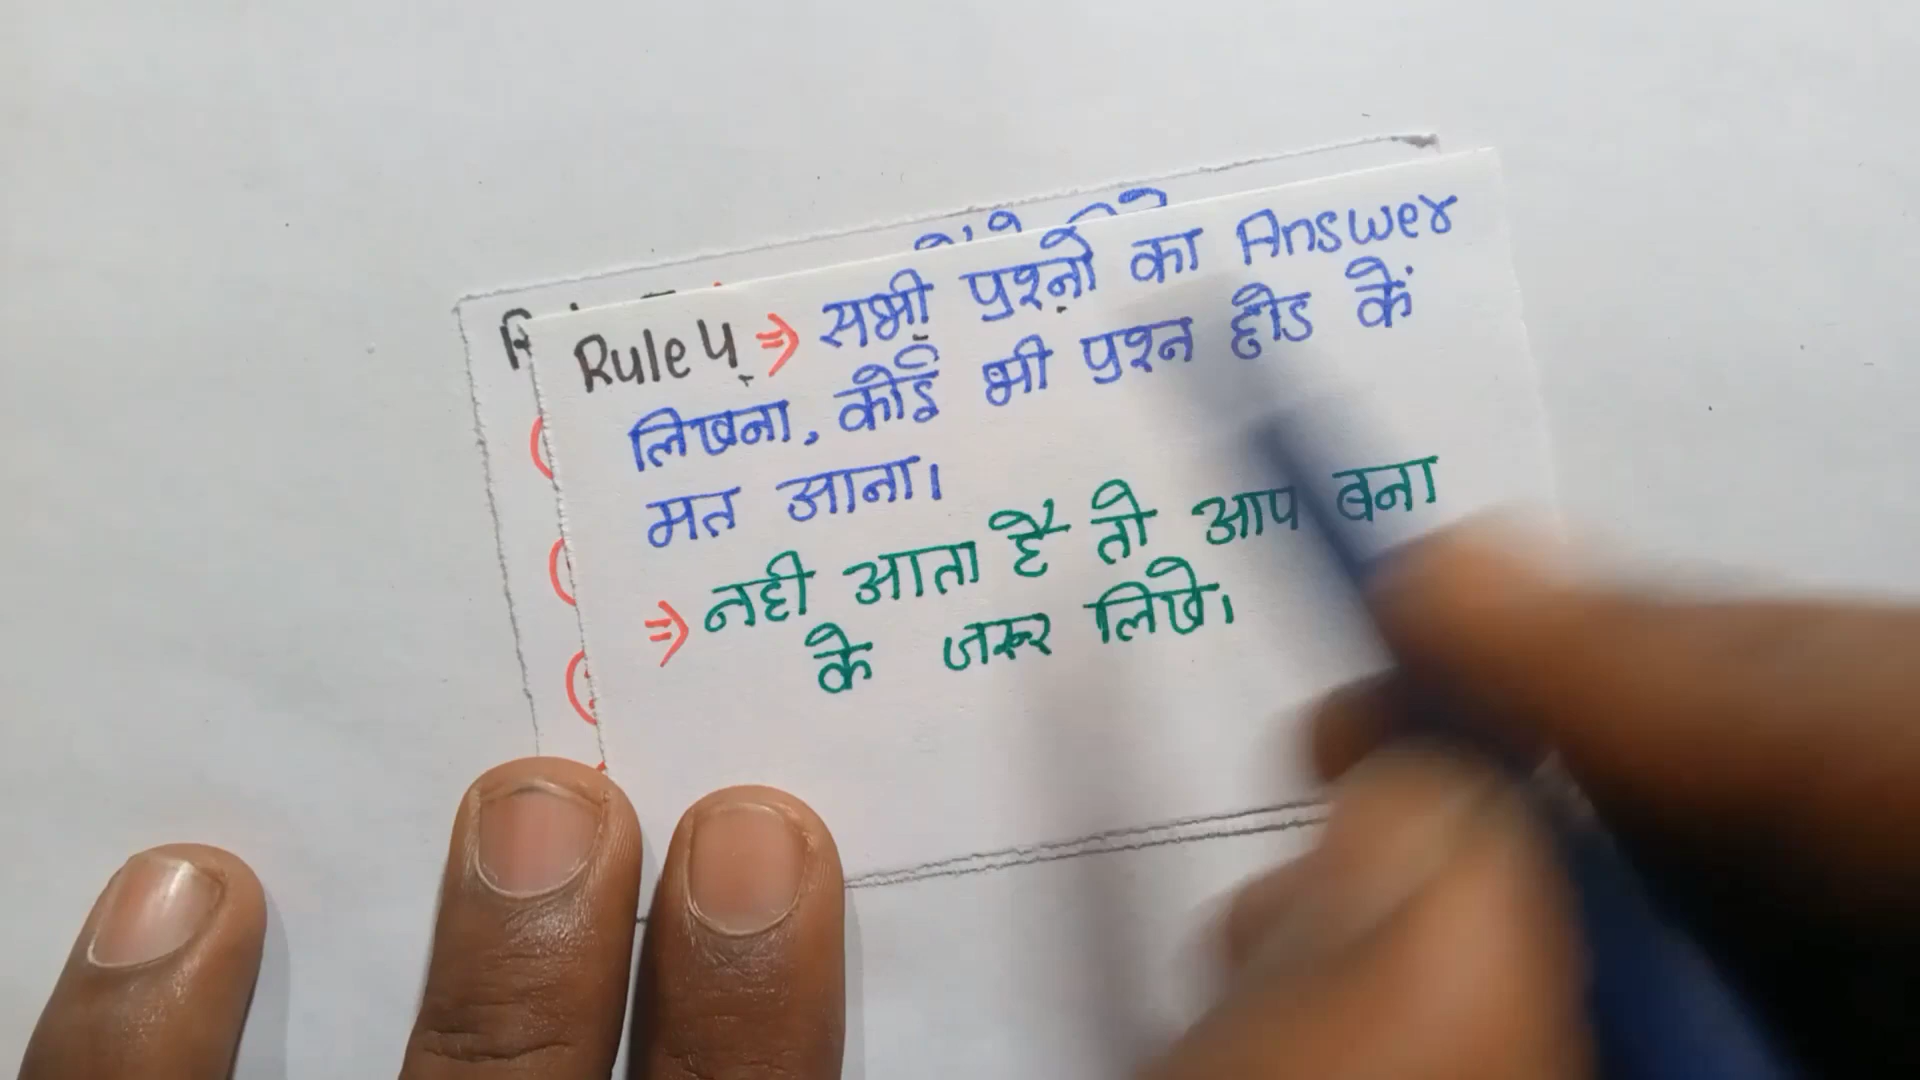 Rule 4 ⇒ सभी प्रश्नो का Answer
लिखना, कोई भी प्रश्न छोड कें
मत आना।
⇒ नही आता है तो आप बना
के जरूर लिखे।